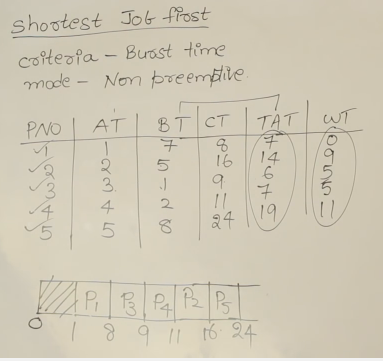 Shortest Job first
criteria - Burst time
mode - Non preemptive.
PNO AT BT CT TAT WT
1 1 7 8 7 0
2 2 5 16 14 9
3 3 1 9 6 5
4 4 2 11 7 5
5 5 8 24 19 11
P1 P3 P4 P2 P5
0 1 8 9 11 16 24